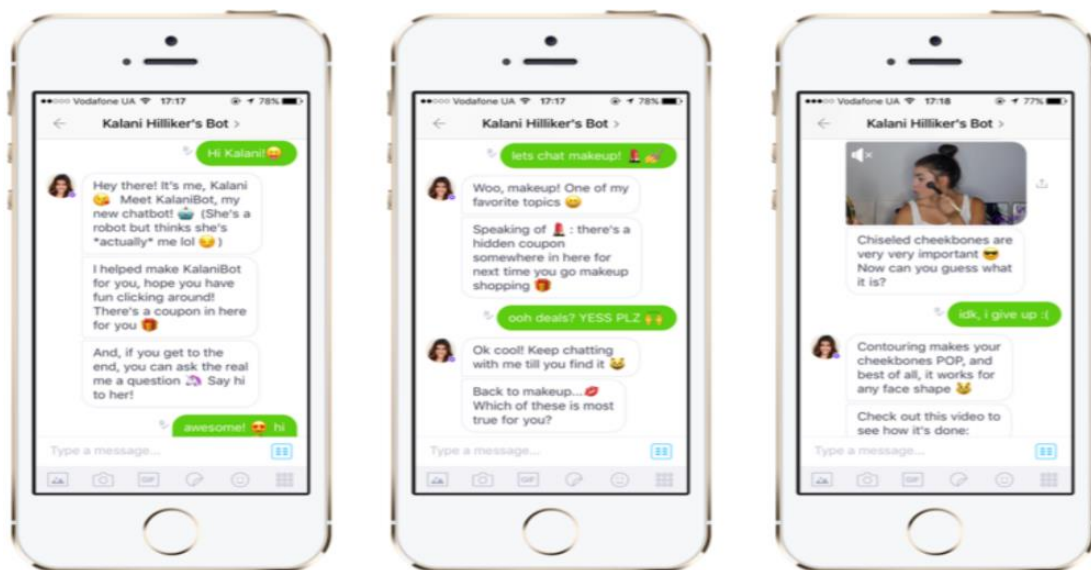 Vodafone UA 17:17 78%
Kalani Hilliker's Bot >
Hi Kalani!😛
Hey there! It's me, Kalani
😘 Meet KalaniBot, my
new chatbot! 🤖 (She's a
robot but thinks she's
*actually* me lol 😏)
I helped make KalaniBot
for you, hope you have
fun clicking around!
There's a coupon in here
for you 🎁
And, if you get to the
end, you can ask the real
me a question 🦄 Say hi
to her!
awesome! 😍 hi
Type a message...
GIF
Vodafone UA 17:17 78%
Kalani Hilliker's Bot >
lets chat makeup! 💄💅
Woo, makeup! One of my
favorite topics 😄
Speaking of 💄: there's a
hidden coupon
somewhere in here for
next time you go makeup
shopping 🎁
ooh deals? YESS PLZ 🙌
Ok cool! Keep chatting
with me till you find it 😹
Back to makeup...💋
Which of these is most
true for you?
Type a message...
GIF
Vodafone UA 17:18 77%
Kalani Hilliker's Bot >
Chiseled cheekbones are
very very important 😎
Now can you guess what
it is?
idk, i give up :(
Contouring makes your
cheekbones POP, and
best of all, it works for
any face shape 😹
Check out this video to
see how it's done:
Type a message...
GIF